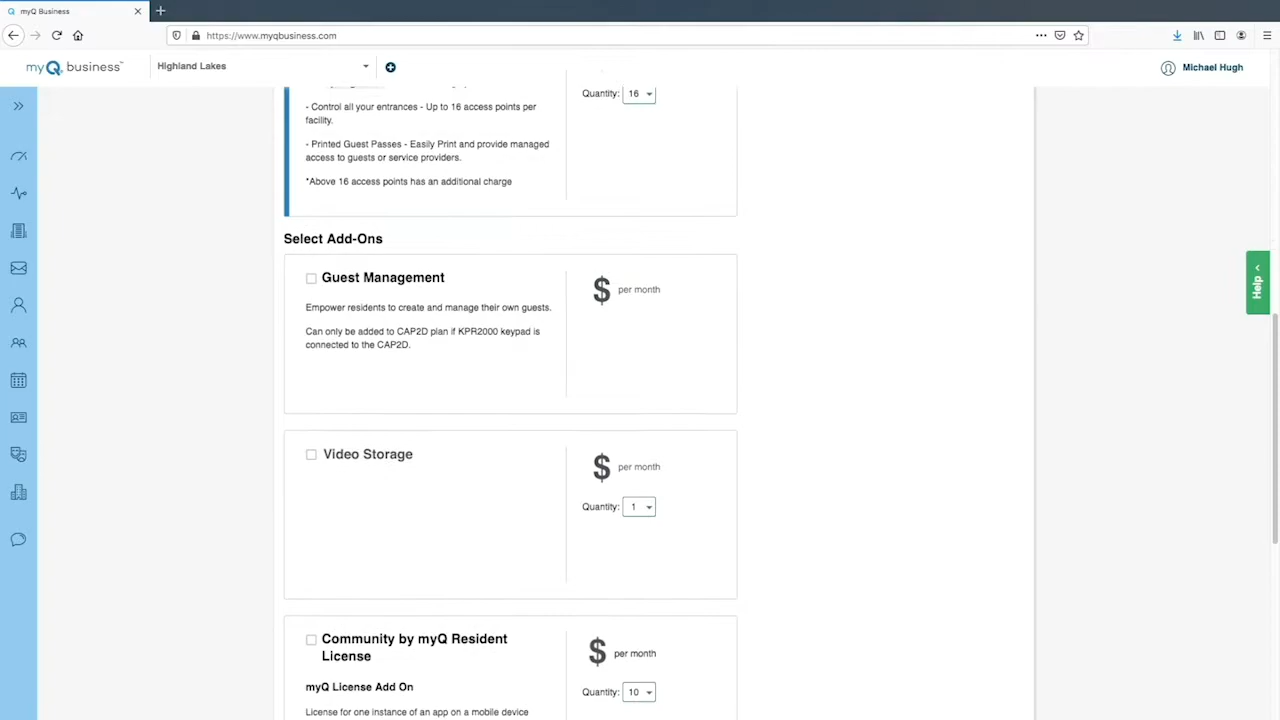 myQ Business
https://www.myqbusiness.com
myQ business™
Highland Lakes
Michael Hugh
Quantity: 16
- Control all your entrances - Up to 16 access points per
facility.
- Printed Guest Passes - Easily Print and provide managed
access to guests or service providers.
*Above 16 access points has an additional charge
Select Add-Ons
Guest Management
$ per month
Empower residents to create and manage their own guests.
Can only be added to CAP2D plan if KPR2000 keypad is
connected to the CAP2D.
Help
Video Storage
$ per month
Quantity: 1
Community by myQ Resident
License
$ per month
myQ License Add On
Quantity: 10
License for one instance of an app on a mobile device